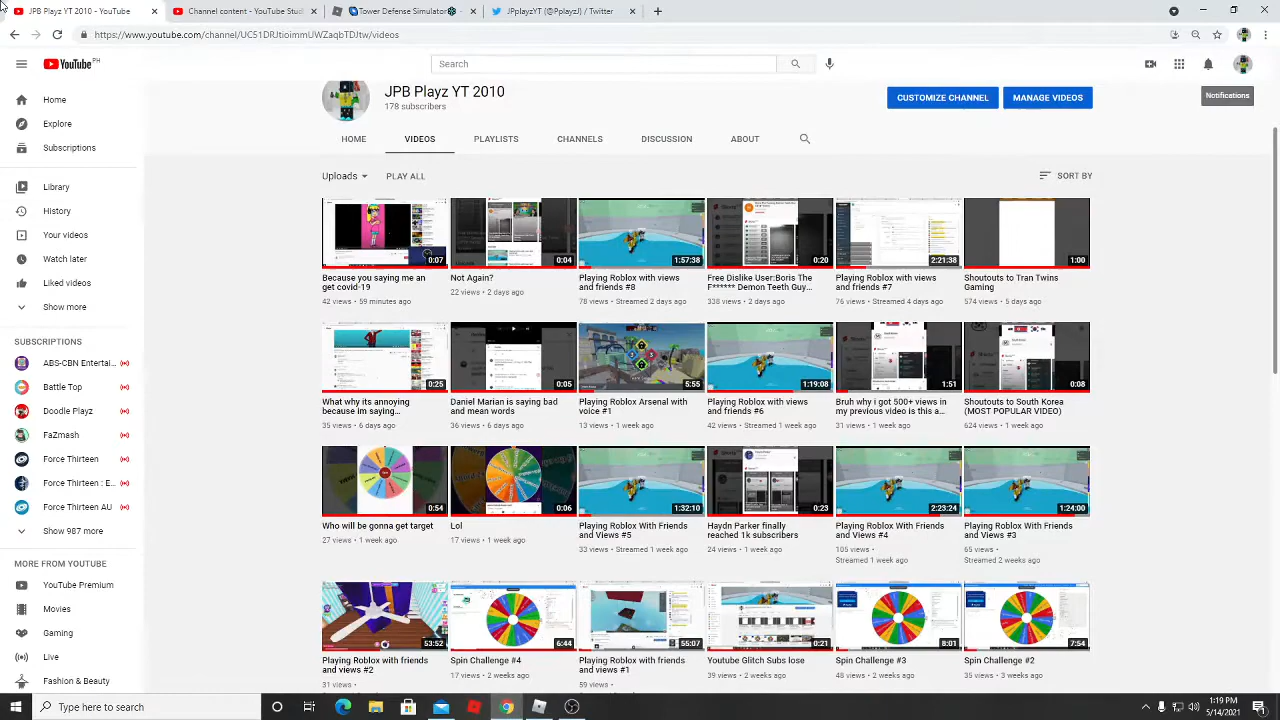 JPB Playz YT 2010 - YouTube
Channel content - YouTube Stud
Tower Defense Simulator
JpplayzYT (@PplayzJ) / Twitter
https://www.youtube.com/channel/UC51DRJtioimmUWZaqbTDJtw/videos
YouTube PH
Search
JPB Playz YT 2010
178 subscribers
CUSTOMIZE CHANNEL
MANAGE VIDEOS
Notifications
HOME
VIDEOS
PLAYLISTS
CHANNELS
DISCUSSION
ABOUT
Uploads
PLAY ALL
SORT BY
Home
Explore
Subscriptions
Library
History
Your videos
Watch later
Liked videos
Show more
SUBSCRIPTIONS
Battle Top
Doggie Playz
FaZmash
Forcestorm AU
Show 93 more
MORE FROM YOUTUBE
YouTube Premium
Movies
Gaming
Live
Fashion & Beauty
0:07
Because im saying me an
get covid-19
42 views • 59 minutes ago
0:04
Not Again?
22 views • 2 days ago
1:57:38
Playing Roblox with views
and friends #8
78 views • Streamed 2 days ago
0:20
Free Dislike User:Boris The
F****** Demon Teeth Guy...
338 views • 2 days ago
2:21:38
Playing Roblox with views
and friends #7
76 views • Streamed 4 days ago
1:00
Shoutouts to Tran Twins
Gaming
574 views • 5 days ago
0:25
What why its annoying
because im saying...
35 views • 6 days ago
0:05
Daniel Marian is saying bad
and mean words
36 views • 6 days ago
5:55
Playing Roblox Arsenal with
voice #1
13 views • 1 week ago
1:19:08
Playing Roblox with views
and friends #6
42 views • Streamed 1 week ago
1:51
Bruh why i got 500+ views in
my previous video is this a...
31 views • 1 week ago
0:08
Shoutouts to South Korea
(MOST POPULAR VIDEO)
624 views • 1 week ago
0:54
Who will be gonna get target
27 views • 1 week ago
0:06
Lol
17 views • 1 week ago
1:32:10
Playing Roblox With Friends
and Views #5
33 views • Streamed 1 week ago
0:23
Haydn Parker finally
reached 1k subscribers
24 views • 1 week ago
2:23:24
Playing Roblox With Friends
and Views #4
105 views •
Streamed 1 week ago
1:24:00
Playing Roblox With Friends
and Views #3
65 views •
Streamed 2 weeks ago
53:52
Playing Roblox with friends
and views #2
31 views •
6:44
Spin Challenge #4
17 views • 2 weeks ago
55:07
Playing Roblox with friends
and views #1
59 views •
0:21
Youtube Glitch Subs lose
39 views • 2 weeks ago
8:01
Spin Challenge #3
48 views • 2 weeks ago
7:54
Spin Challenge #2
35 views • 3 weeks ago
Type here to search
1:19 PM
5/14/2021